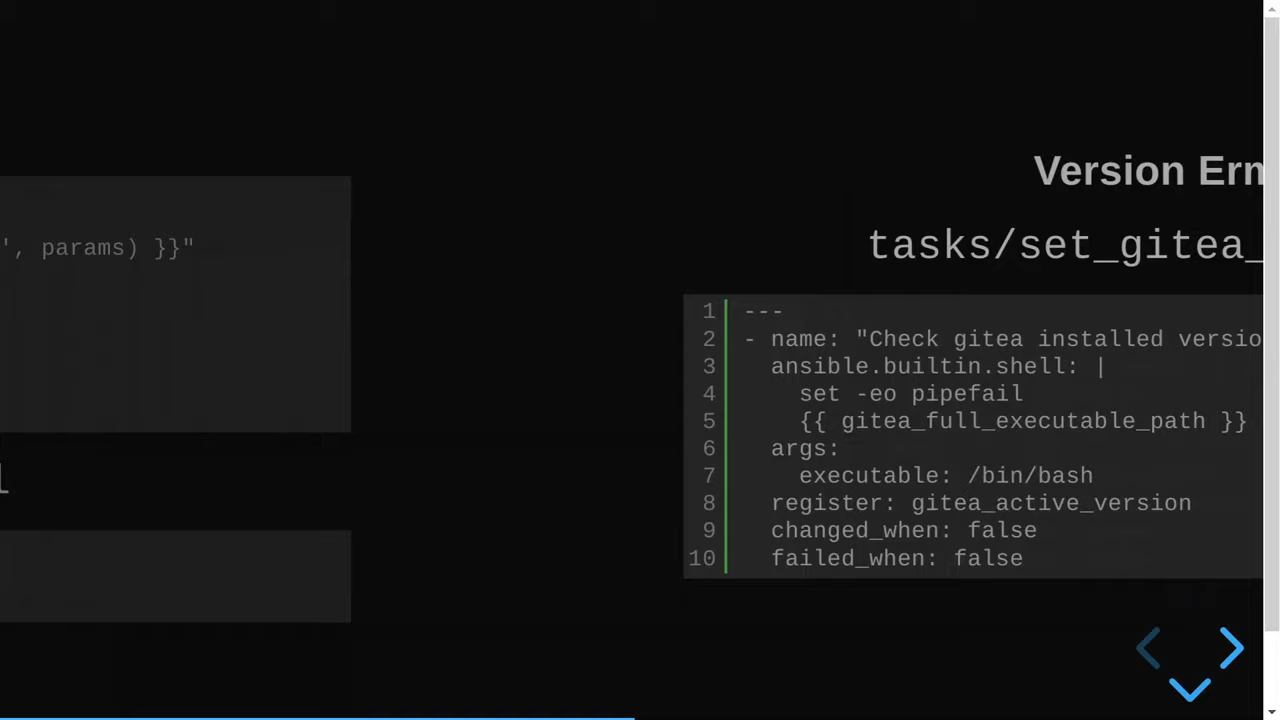 ', params) }}"
Version Erm
tasks/set_gitea_
1 ---
2 - name: "Check gitea installed versio
3 ansible.builtin.shell: |
4 set -eo pipefail
5 {{ gitea_full_executable_path }}
6 args:
7 executable: /bin/bash
8 register: gitea_active_version
9 changed_when: false
10 failed_when: false